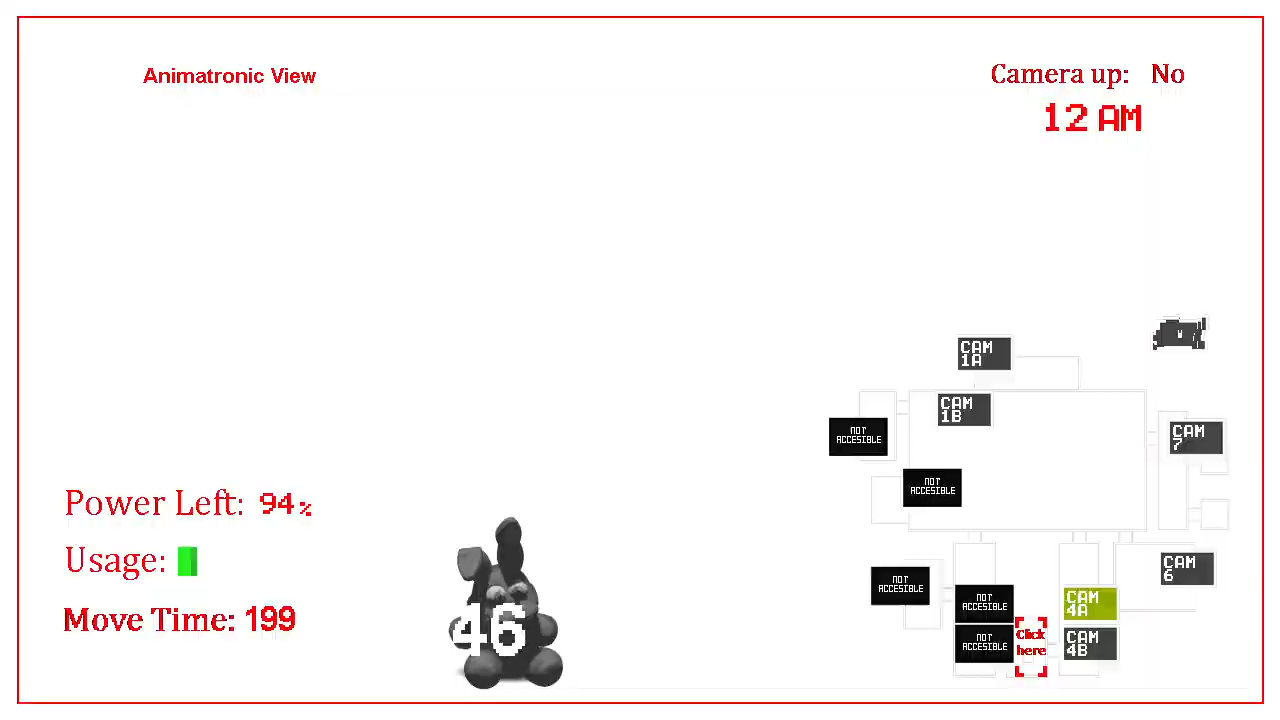 Animatronic View
Camera up: No
12 AM
CAM
1A
CAM
1B
NOT
ACCESIBLE
CAM
7
NOT
ACCESIBLE
Power Left: 94%
Usage:
Move Time: 199
46
NOT
ACCESIBLE
CAM
6
NOT
ACCESIBLE
CAM
4A
NOT
ACCESIBLE
Click
here
CAM
4B